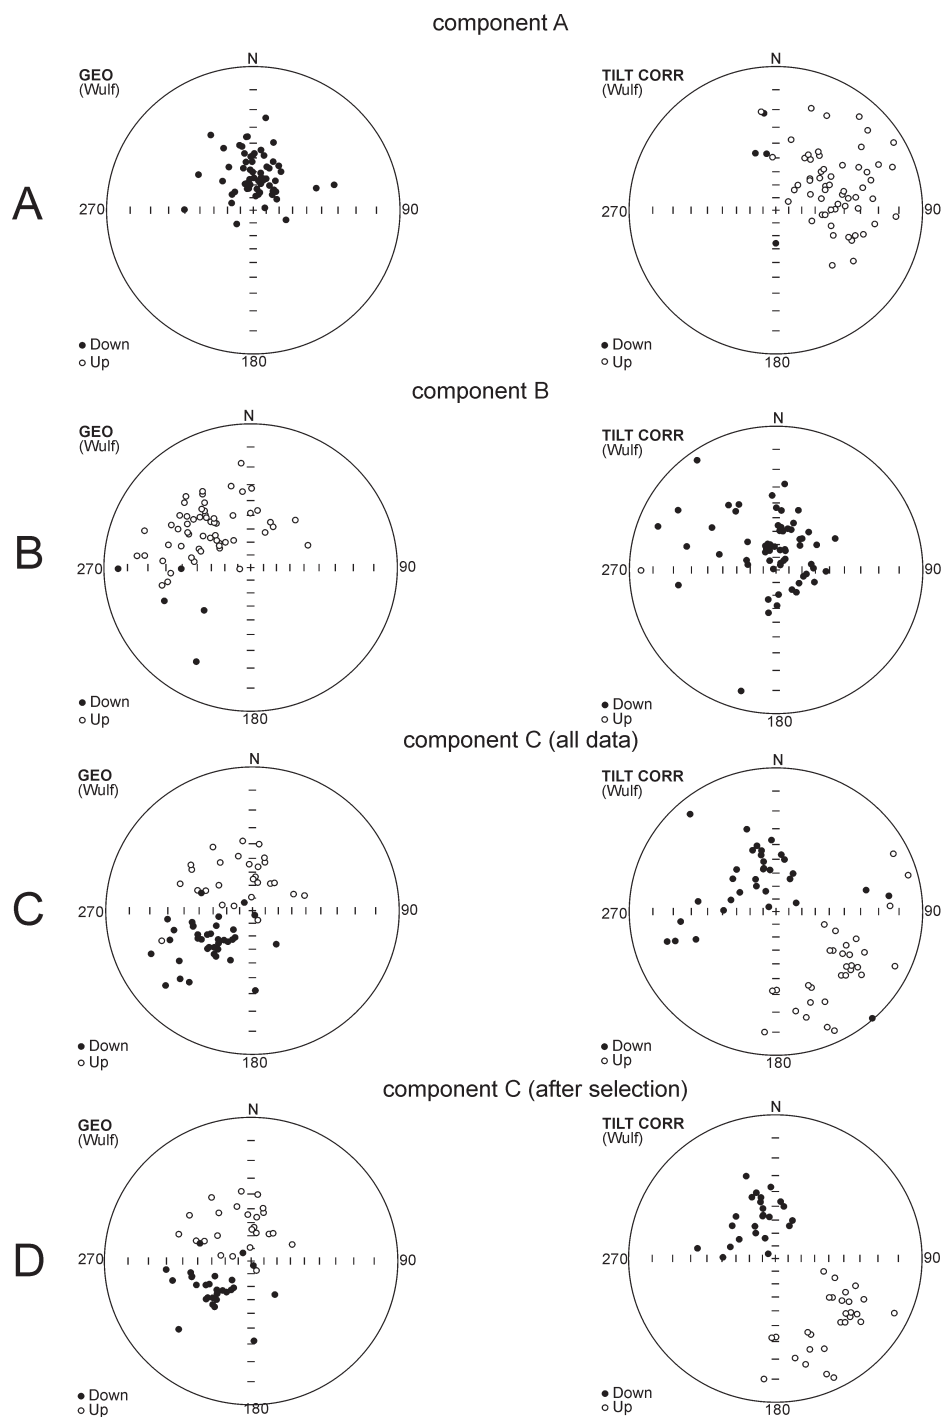 component A
N N
GEO TILT CORR
(Wulf) (Wulf)
A
270 90 270 90
Down Down
Up Up
180 180
component B
N N
GEO TILT CORR
(Wulf) (Wulf)
B
270 90 270 90
Down Down
Up Up
180 180
component C (all data)
N N
GEO TILT CORR
(Wulf) (Wulf)
C
270 90 270 90
Down Down
Up Up
180 180
component C (after selection)
N N
GEO TILT CORR
(Wulf) (Wulf)
D
270 90 270 90
Down Down
Up Up
180 180